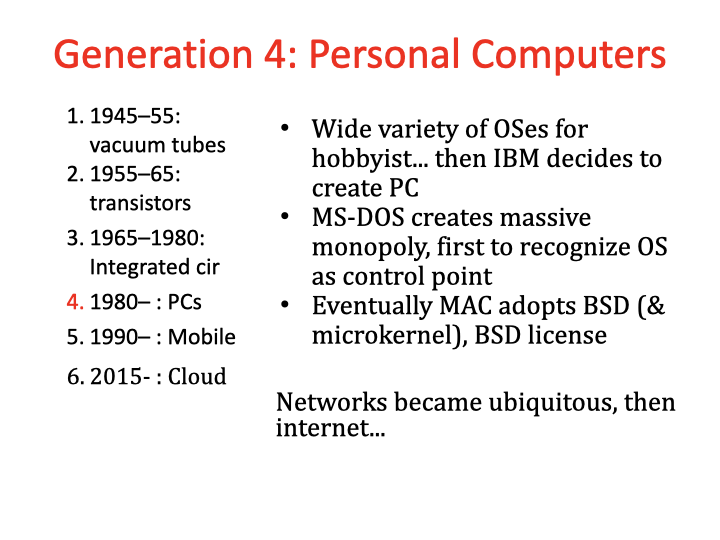 Generation 4: Personal Computers
1. 1945–55:
vacuum tubes
2. 1955–65:
transistors
3. 1965–1980:
Integrated cir
4. 1980– : PCs
5. 1990– : Mobile
6. 2015- : Cloud
• Wide variety of OSes for
hobbyist... then IBM decides to
create PC
• MS-DOS creates massive
monopoly, first to recognize OS
as control point
• Eventually MAC adopts BSD (&
microkernel), BSD license
Networks became ubiquitous, then
internet...